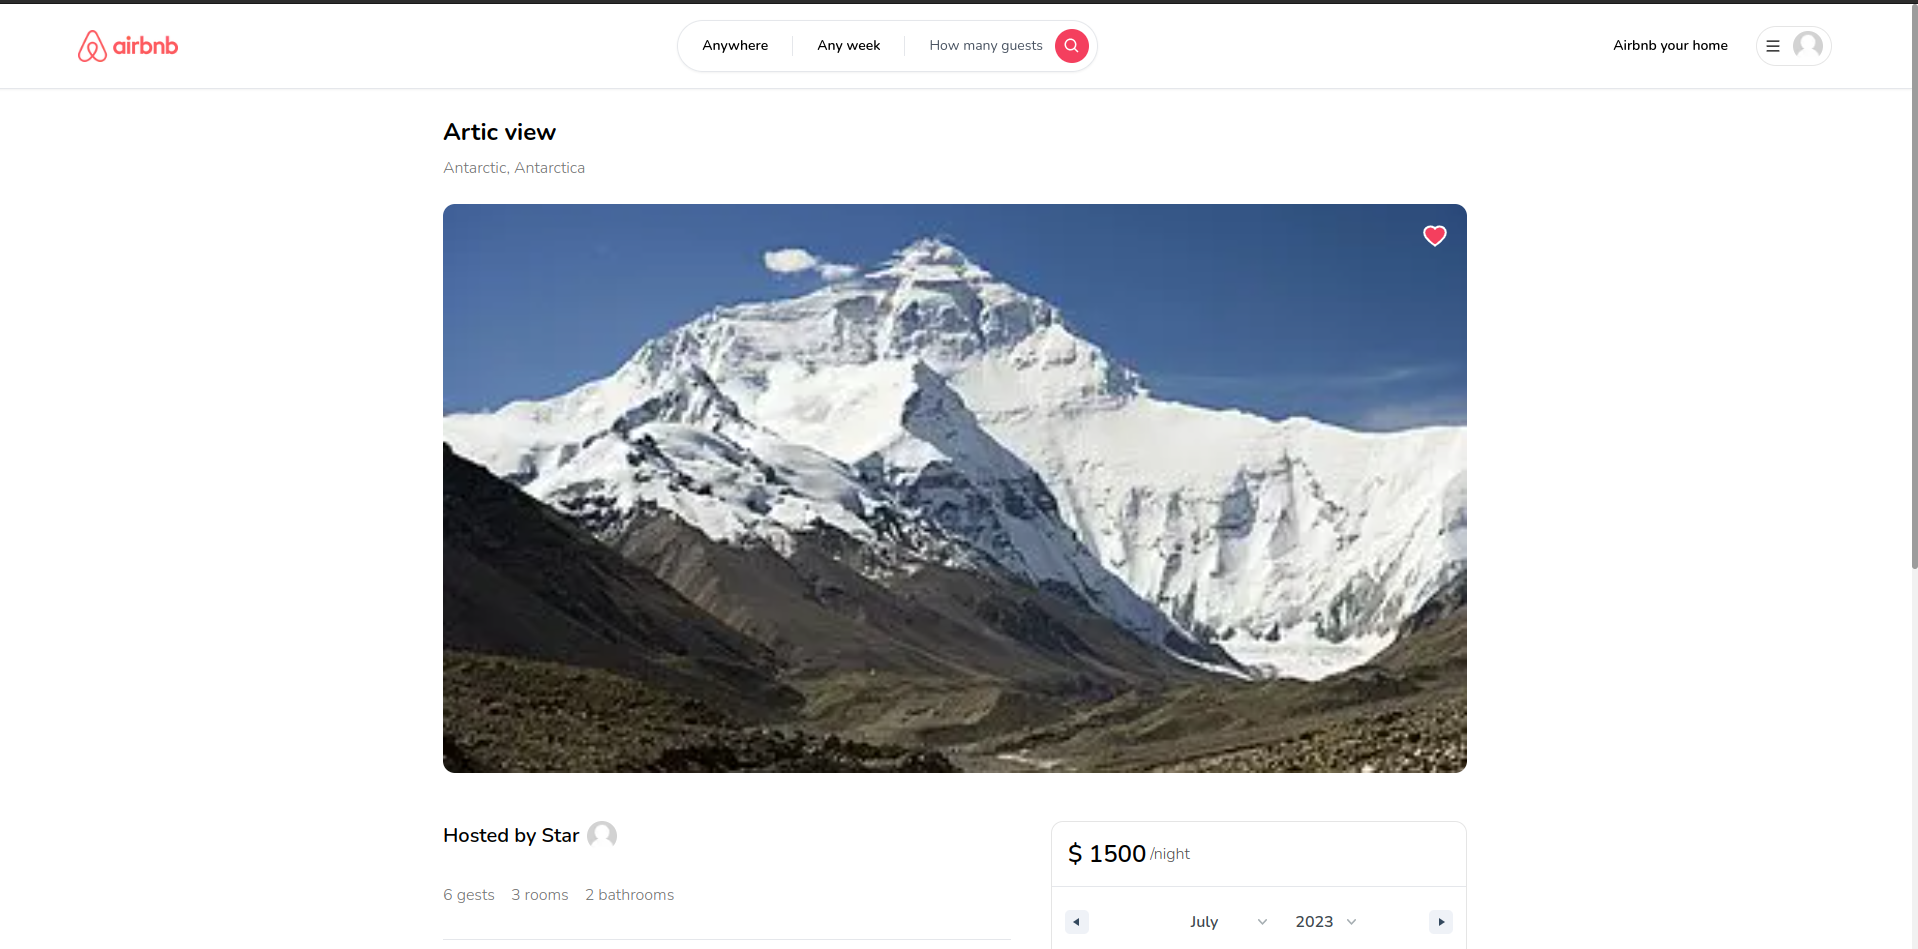 airbnb
Anywhere
Any week
How many guests
Airbnb your home
Artic view
Antarctic, Antarctica
Hosted by Star
6 gests 3 rooms 2 bathrooms
$ 1500 /night
July 2023